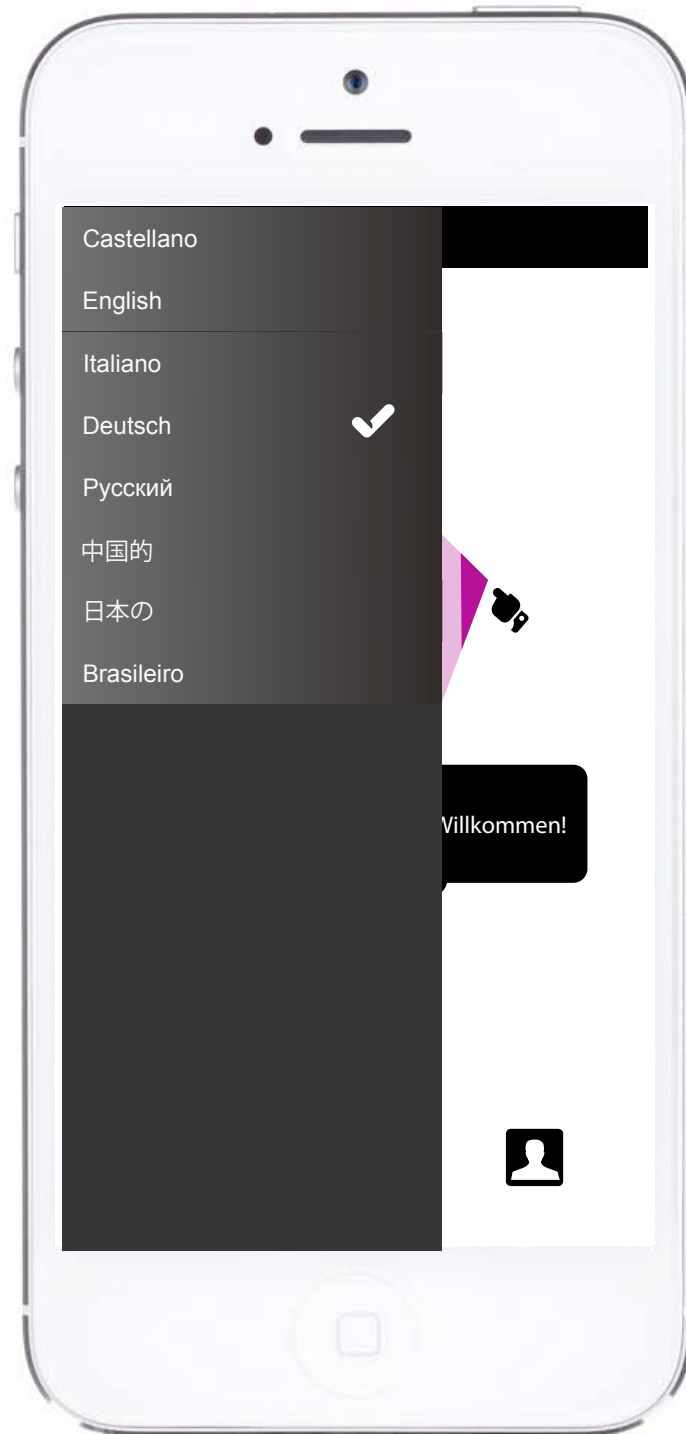 Castellano
English
Italiano
Deutsch
Русский
中国的
日本の
Brasileiro
Willkommen!